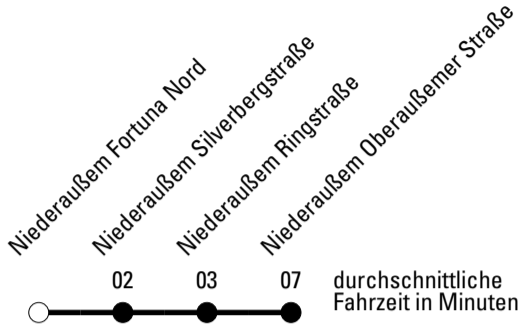 Niederaußem Fortuna Nord
Niederaußem Silverbergstraße
Niederaußem Ringstraße
Niederaußem Oberaußemer Straße
02 03 07 durchschnittliche
Fahrzeit in Minuten